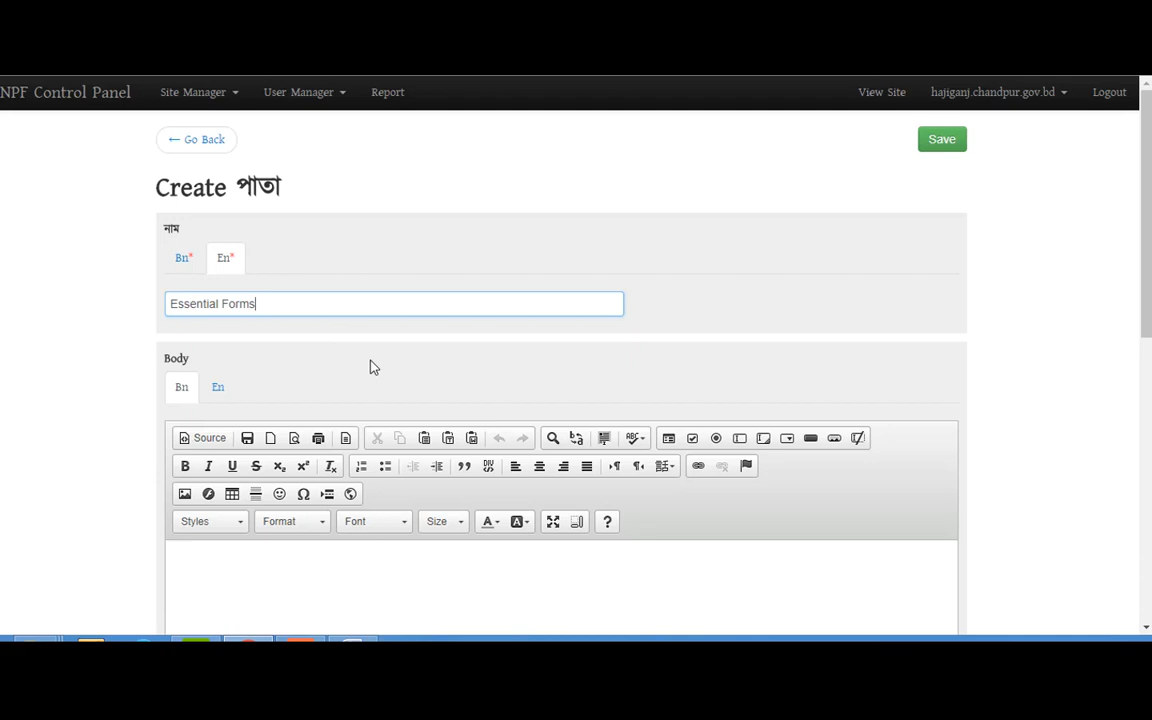 NPF Control Panel Site Manager User Manager Report View Site hajiganj.chandpur.gov.bd Logout
← Go Back Save
Create পাতা
নাম
Bn* En*
Essential Forms
Body
Bn En
Source
Styles Format Font Size